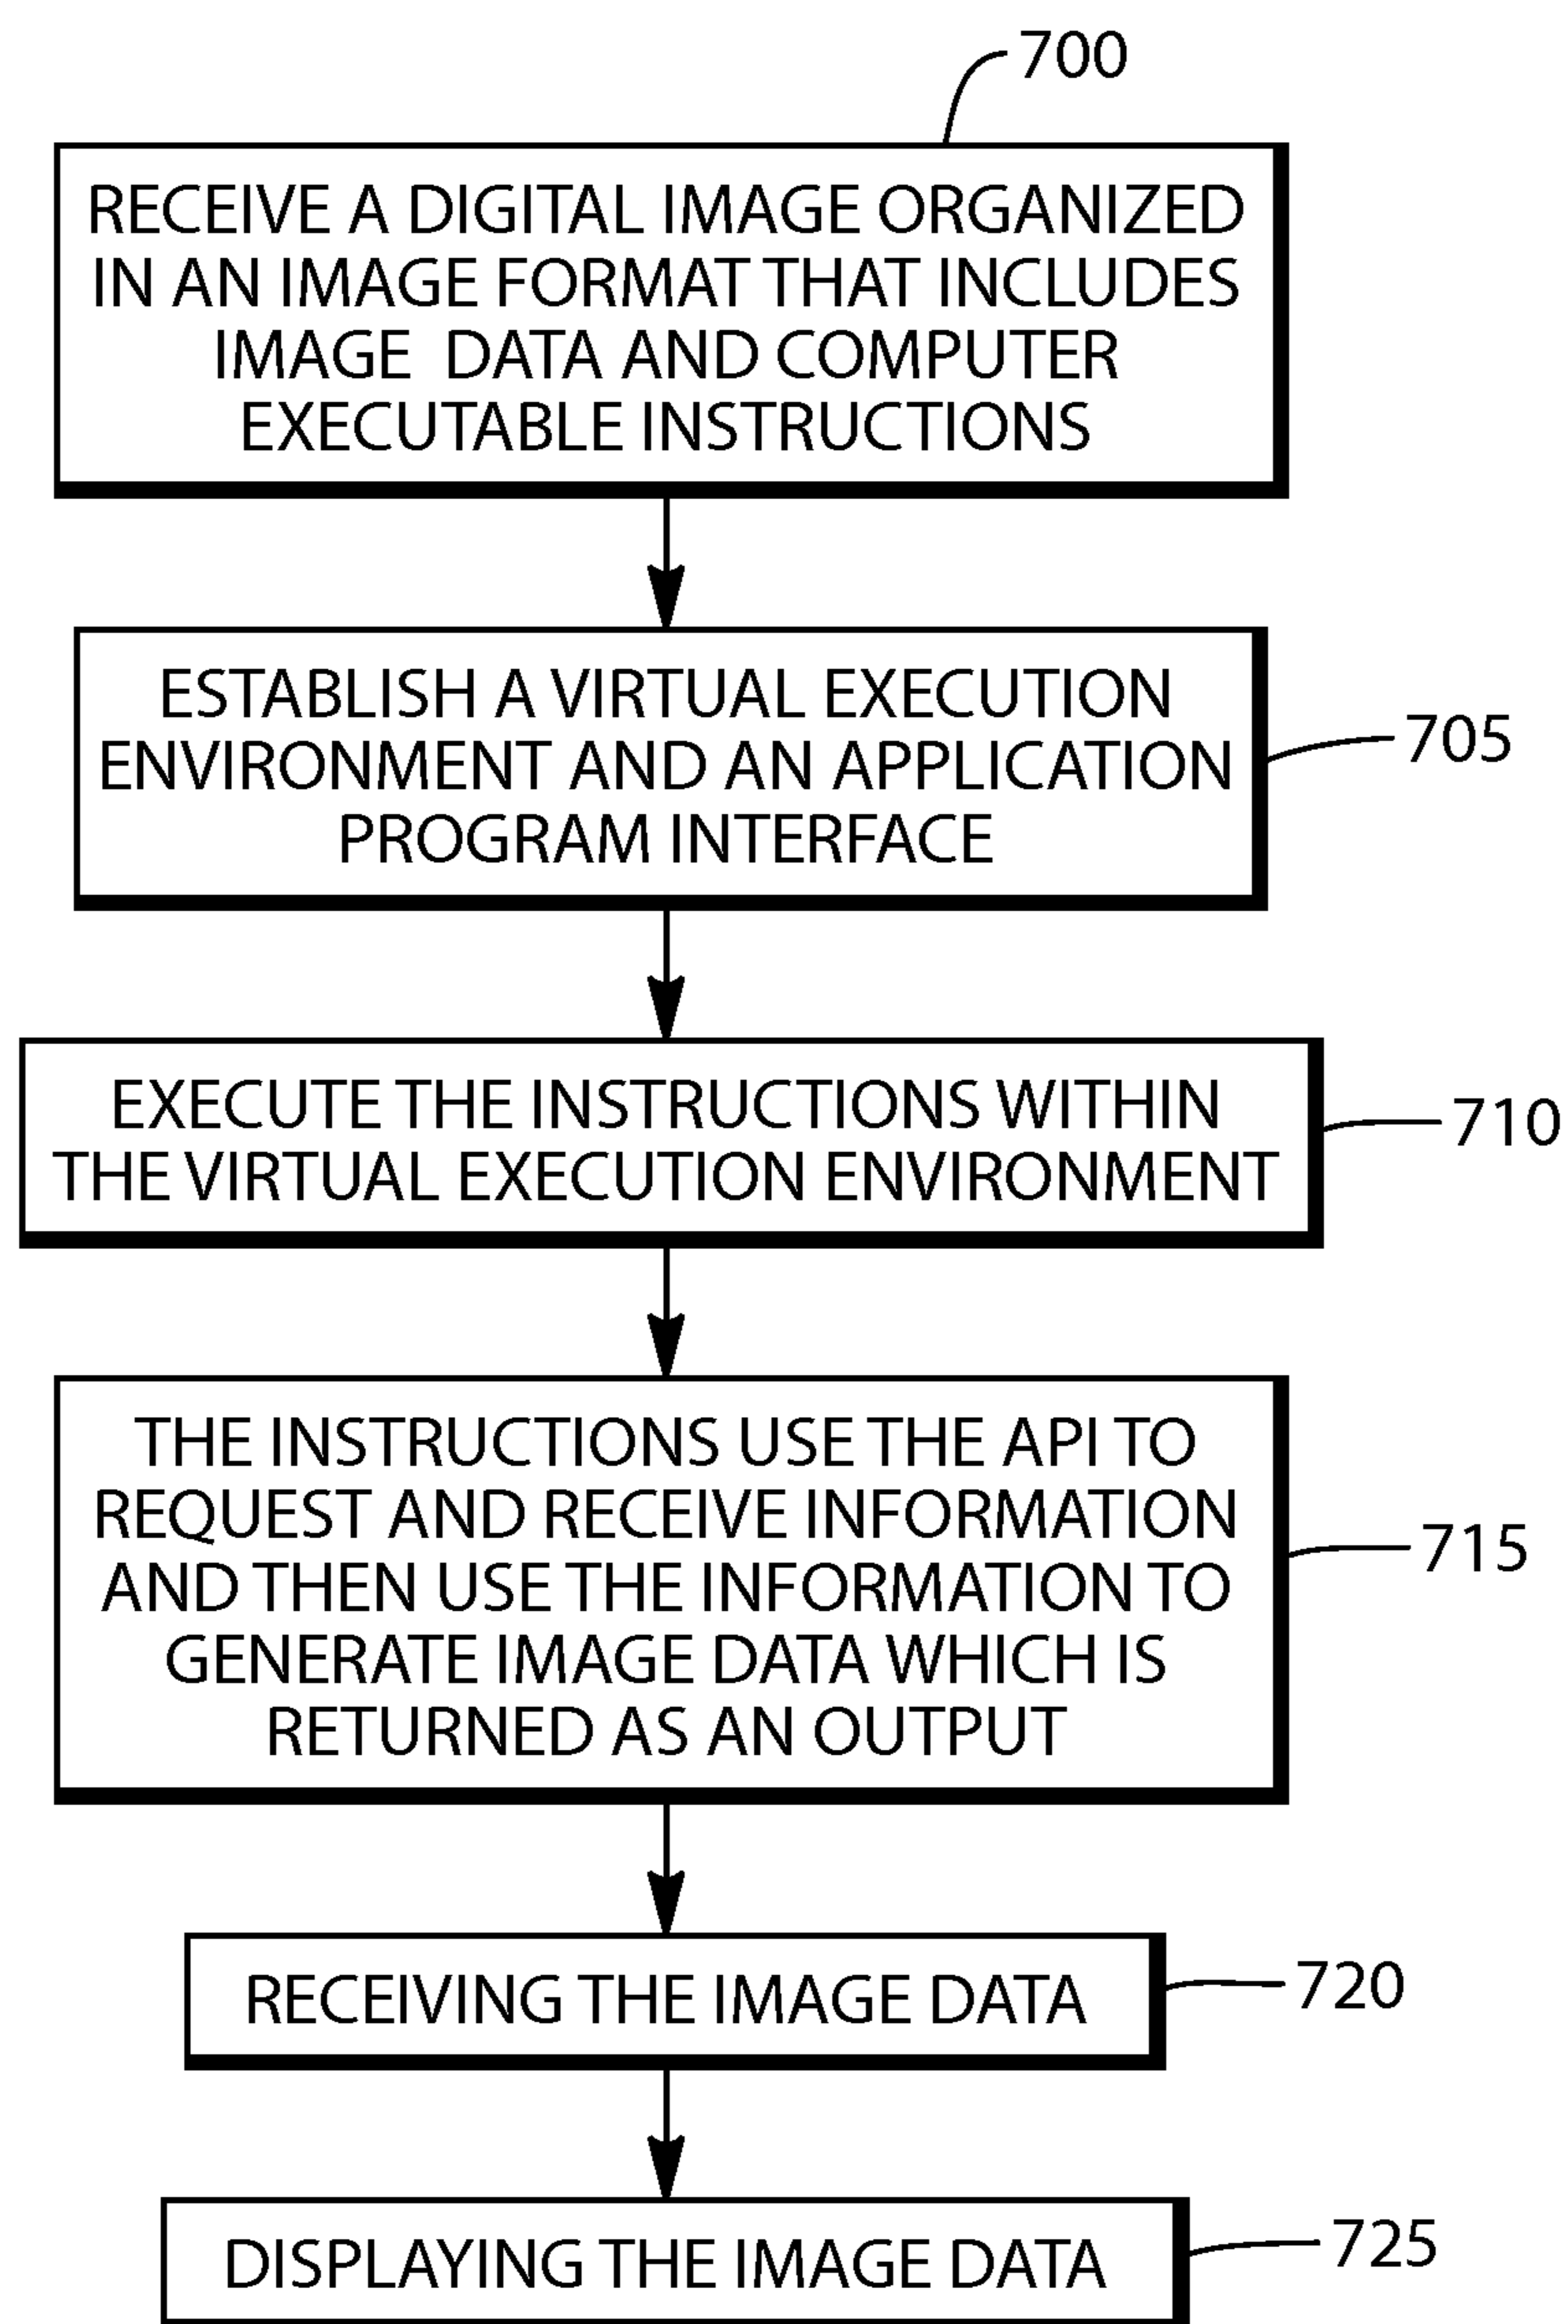 700
RECEIVE A DIGITAL IMAGE ORGANIZED
IN AN IMAGE FORMAT THAT INCLUDES
IMAGE DATA AND COMPUTER
EXECUTABLE INSTRUCTIONS
ESTABLISH A VIRTUAL EXECUTION
ENVIRONMENT AND AN APPLICATION
PROGRAM INTERFACE
705
EXECUTE THE INSTRUCTIONS WITHIN
THE VIRTUAL EXECUTION ENVIRONMENT
710
THE INSTRUCTIONS USE THE API TO
REQUEST AND RECEIVE INFORMATION
AND THEN USE THE INFORMATION TO
GENERATE IMAGE DATA WHICH IS
RETURNED AS AN OUTPUT
715
RECEIVING THE IMAGE DATA
720
DISPLAYING THE IMAGE DATA
725